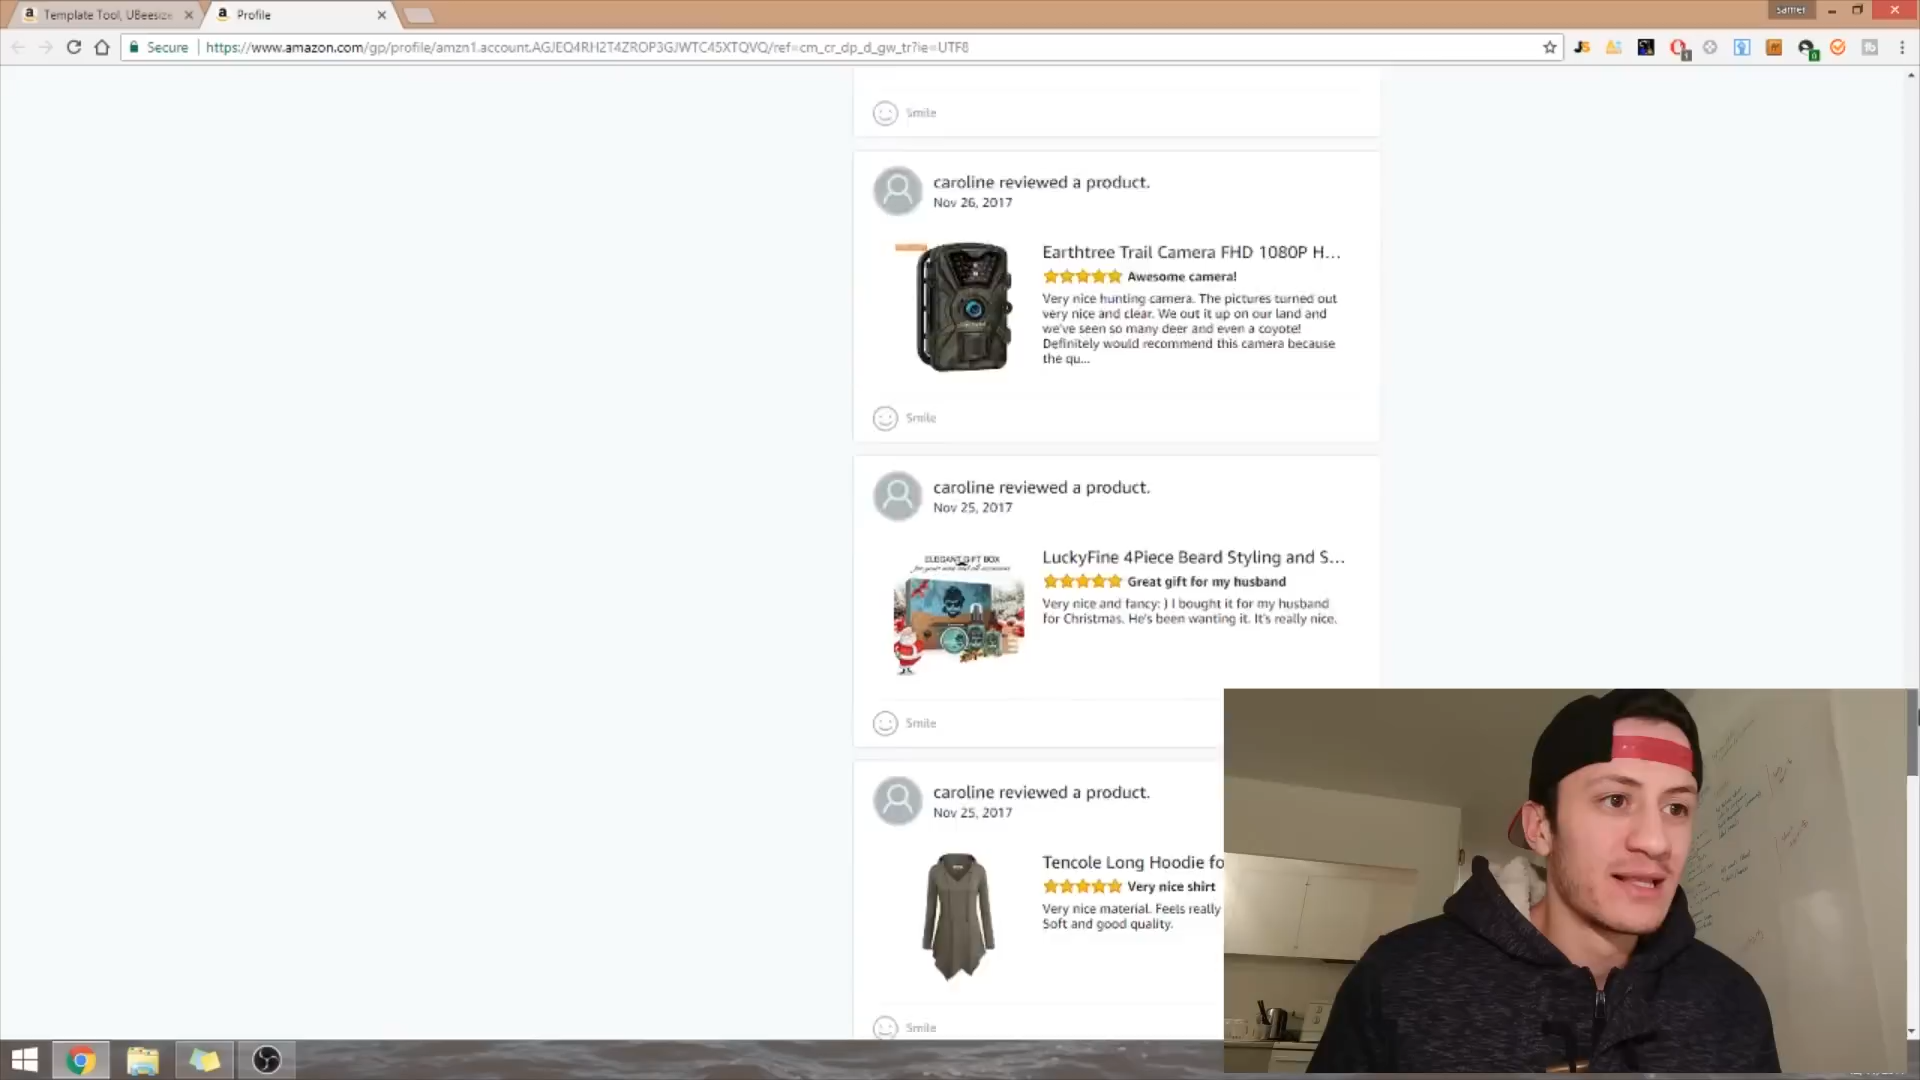 Template Tool, UBeesize
Profile
samer
Secure
https://www.amazon.com/gp/profile/amzn1.account.AGJEQ4RH2T4ZROP3GJWTC45XTQVQ/ref=cm_cr_dp_d_gw_tr?ie=UTF8
Smile
caroline reviewed a product.
Nov 26, 2017
Earthtree Trail Camera FHD 1080P H...
Awesome camera!
Very nice hunting camera. The pictures turned out
very nice and clear. We out it up on our land and
we've seen so many deer and even a coyote!
Definitely would recommend this camera because
the qu...
Smile
caroline reviewed a product.
Nov 25, 2017
ELEGANT GIFT BOX
LuckyFine 4Piece Beard Styling and S...
Great gift for my husband
Very nice and fancy: ) I bought it for my husband
for Christmas. He's been wanting it. It's really nice.
Smile
caroline reviewed a product.
Nov 25, 2017
Tencole Long Hoodie fo
Very nice shirt
Very nice material. Feels really
Soft and good quality.
Smile